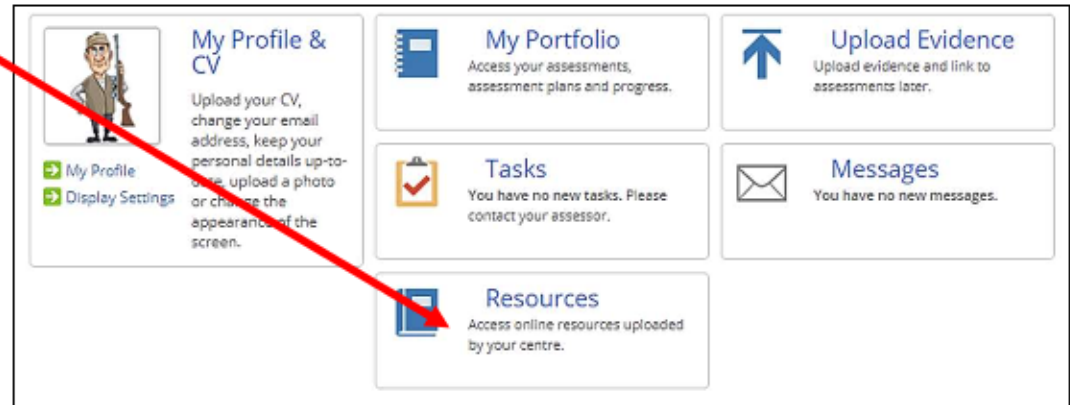 My Profile &
CV
Upload your CV,
change your email
address, keep your
personal details up-to-
date, upload a photo
or change the
appearance of the
screen.
My Profile
Display Settings
My Portfolio
Access your assessments,
assessment plans and progress.
Upload Evidence
Upload evidence and link to
assessments later.
Tasks
You have no new tasks. Please
contact your assessor.
Messages
You have no new messages.
Resources
Access online resources uploaded
by your centre.